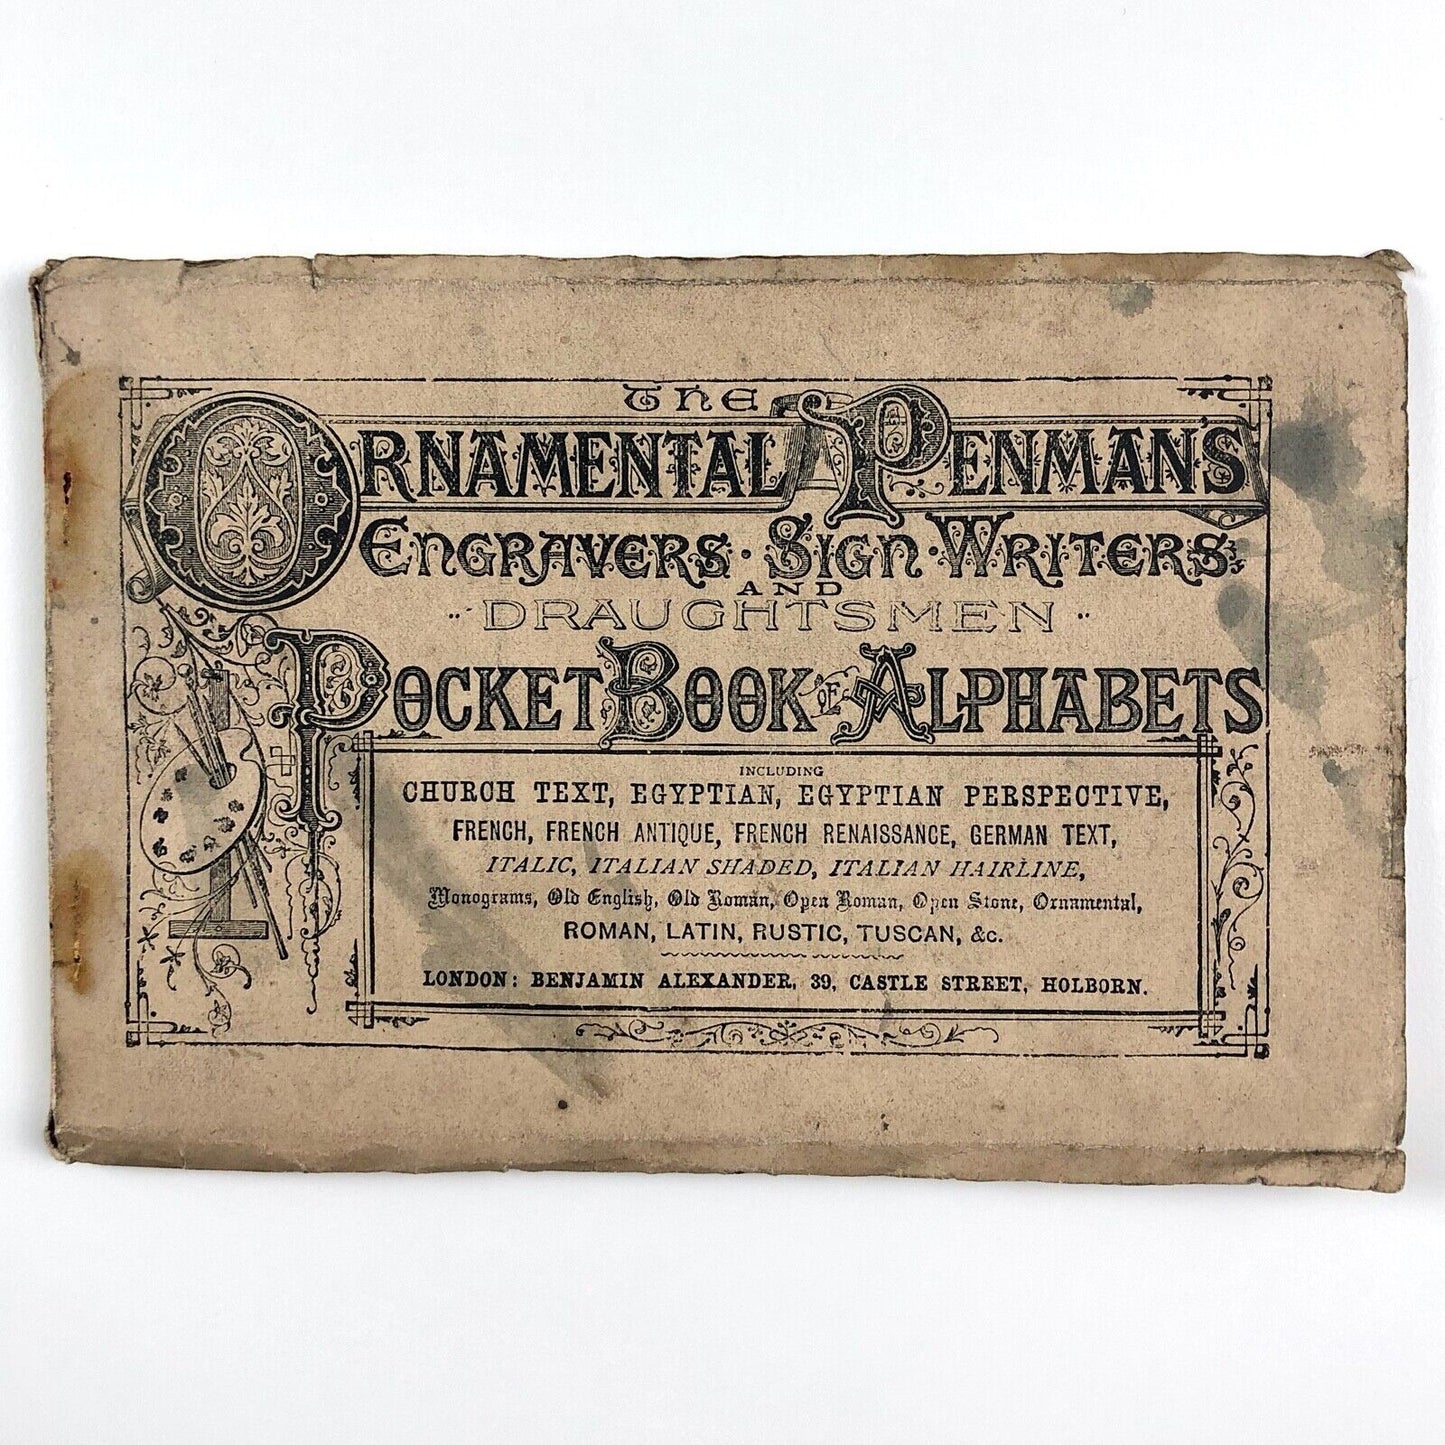 THE
ORNAMENTAL PENMAN'S
ENGRAVERS · SIGN · WRITERS
AND
·· DRAUGHTSMEN ··
POCKET BOOK OF ALPHABETS
INCLUDING
CHURCH TEXT, EGYPTIAN, EGYPTIAN PERSPECTIVE,
FRENCH, FRENCH ANTIQUE, FRENCH RENAISSANCE, GERMAN TEXT,
ITALIC, ITALIAN SHADED, ITALIAN HAIRLINE,
Monograms, Old English, Old Roman, Open Roman, Open Stone, Ornamental,
ROMAN, LATIN, RUSTIC, TUSCAN, &c.
LONDON: BENJAMIN ALEXANDER, 39, CASTLE STREET, HOLBORN.